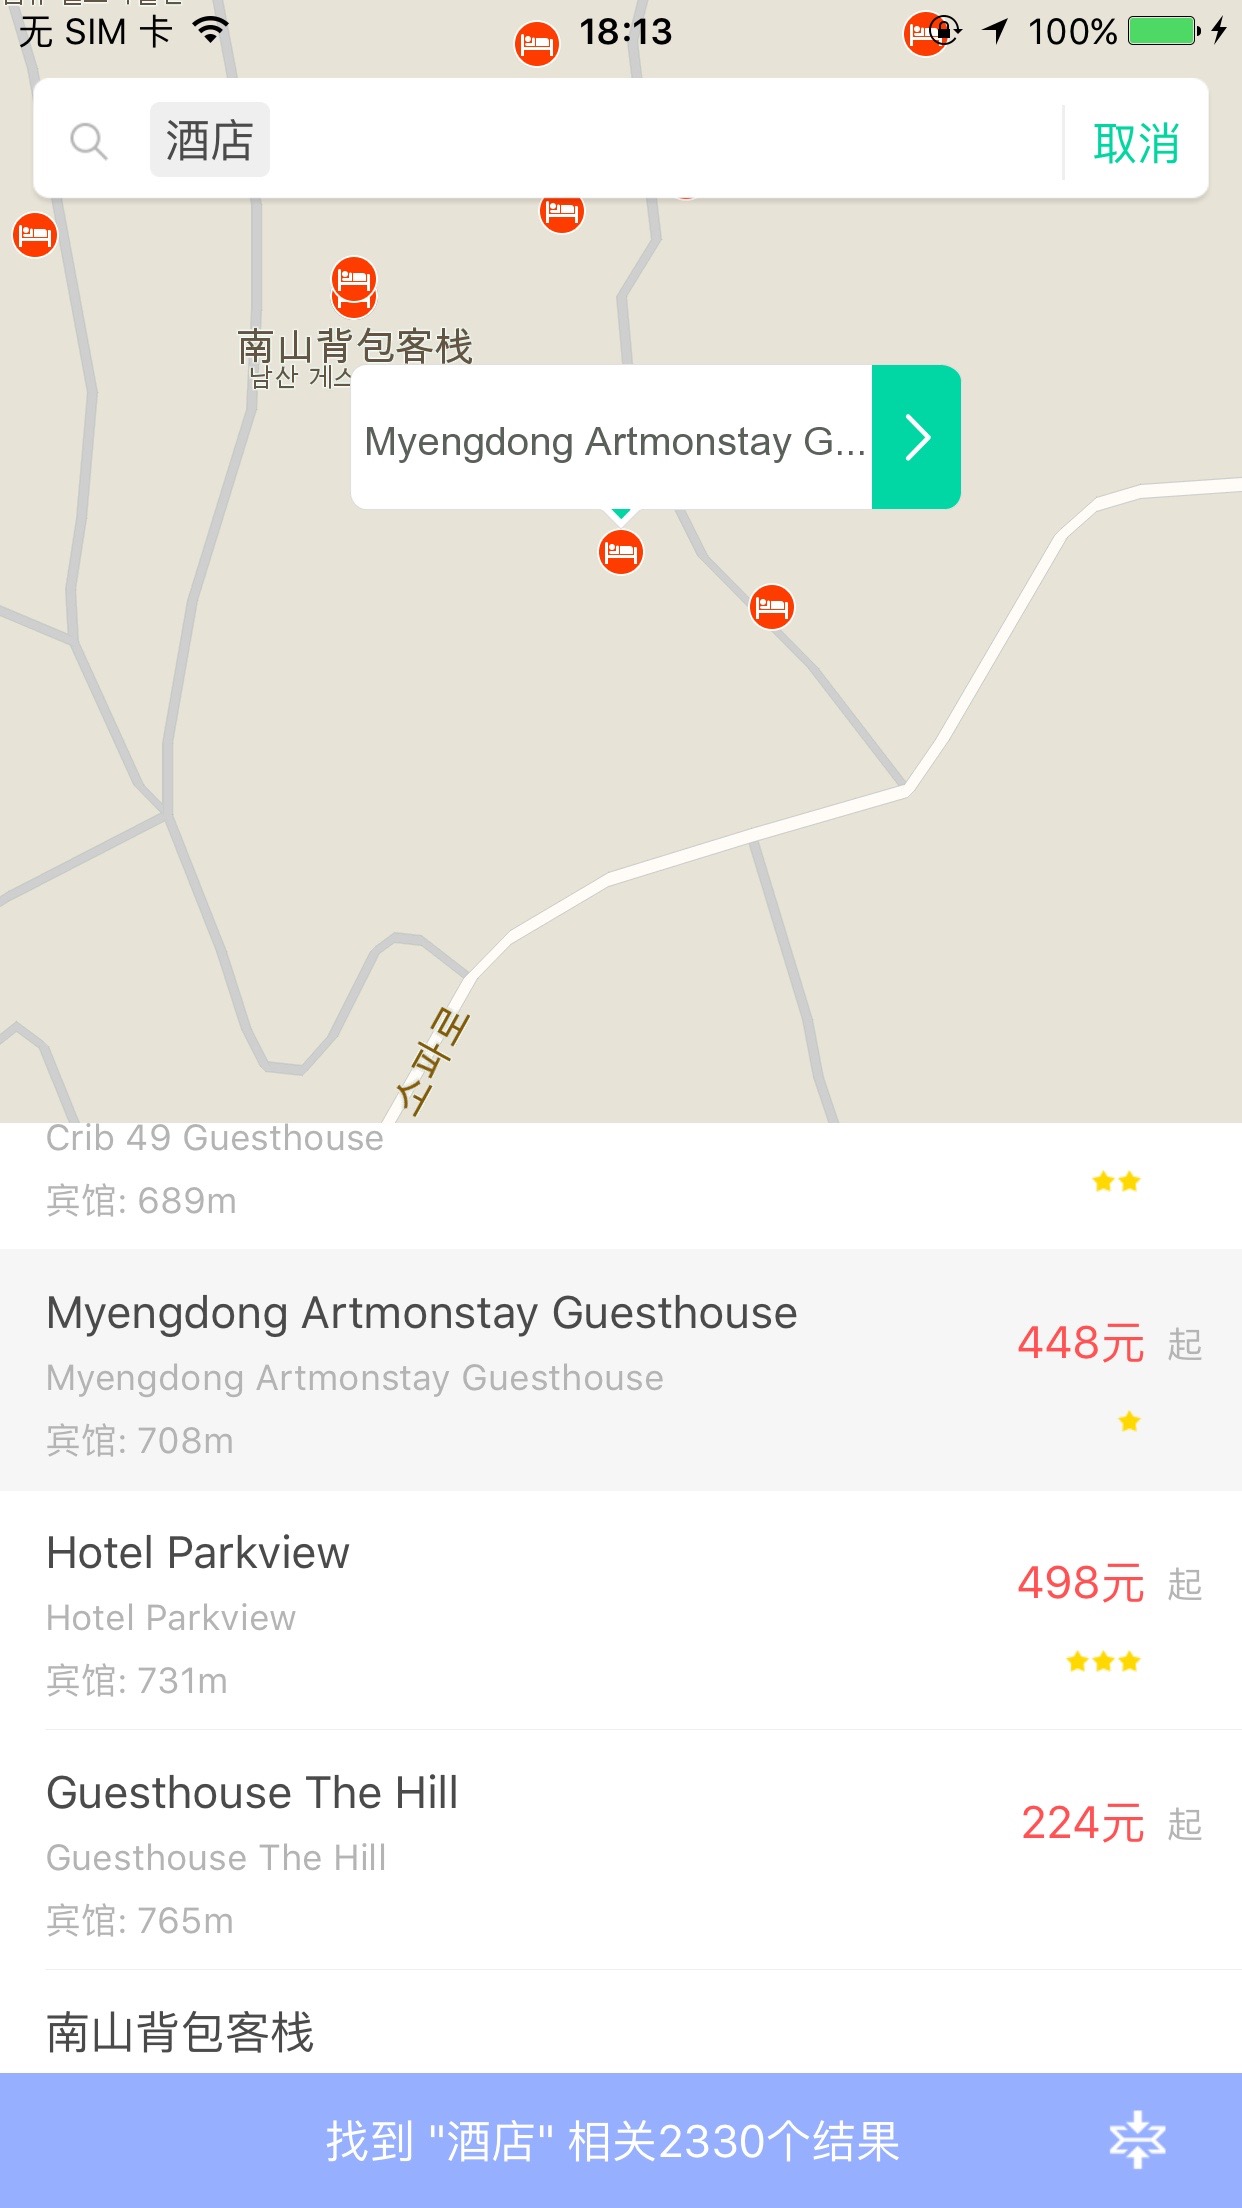 无 SIM 卡
18:13
100%
酒店
取消
南山背包客栈
남산 게스
Myengdong Artmonstay G...
소파로
Crib 49 Guesthouse
宾馆: 689m
Myengdong Artmonstay Guesthouse
448元 起
Myengdong Artmonstay Guesthouse
宾馆: 708m
Hotel Parkview
498元 起
Hotel Parkview
宾馆: 731m
Guesthouse The Hill
224元 起
Guesthouse The Hill
宾馆: 765m
南山背包客栈
找到 "酒店" 相关2330个结果